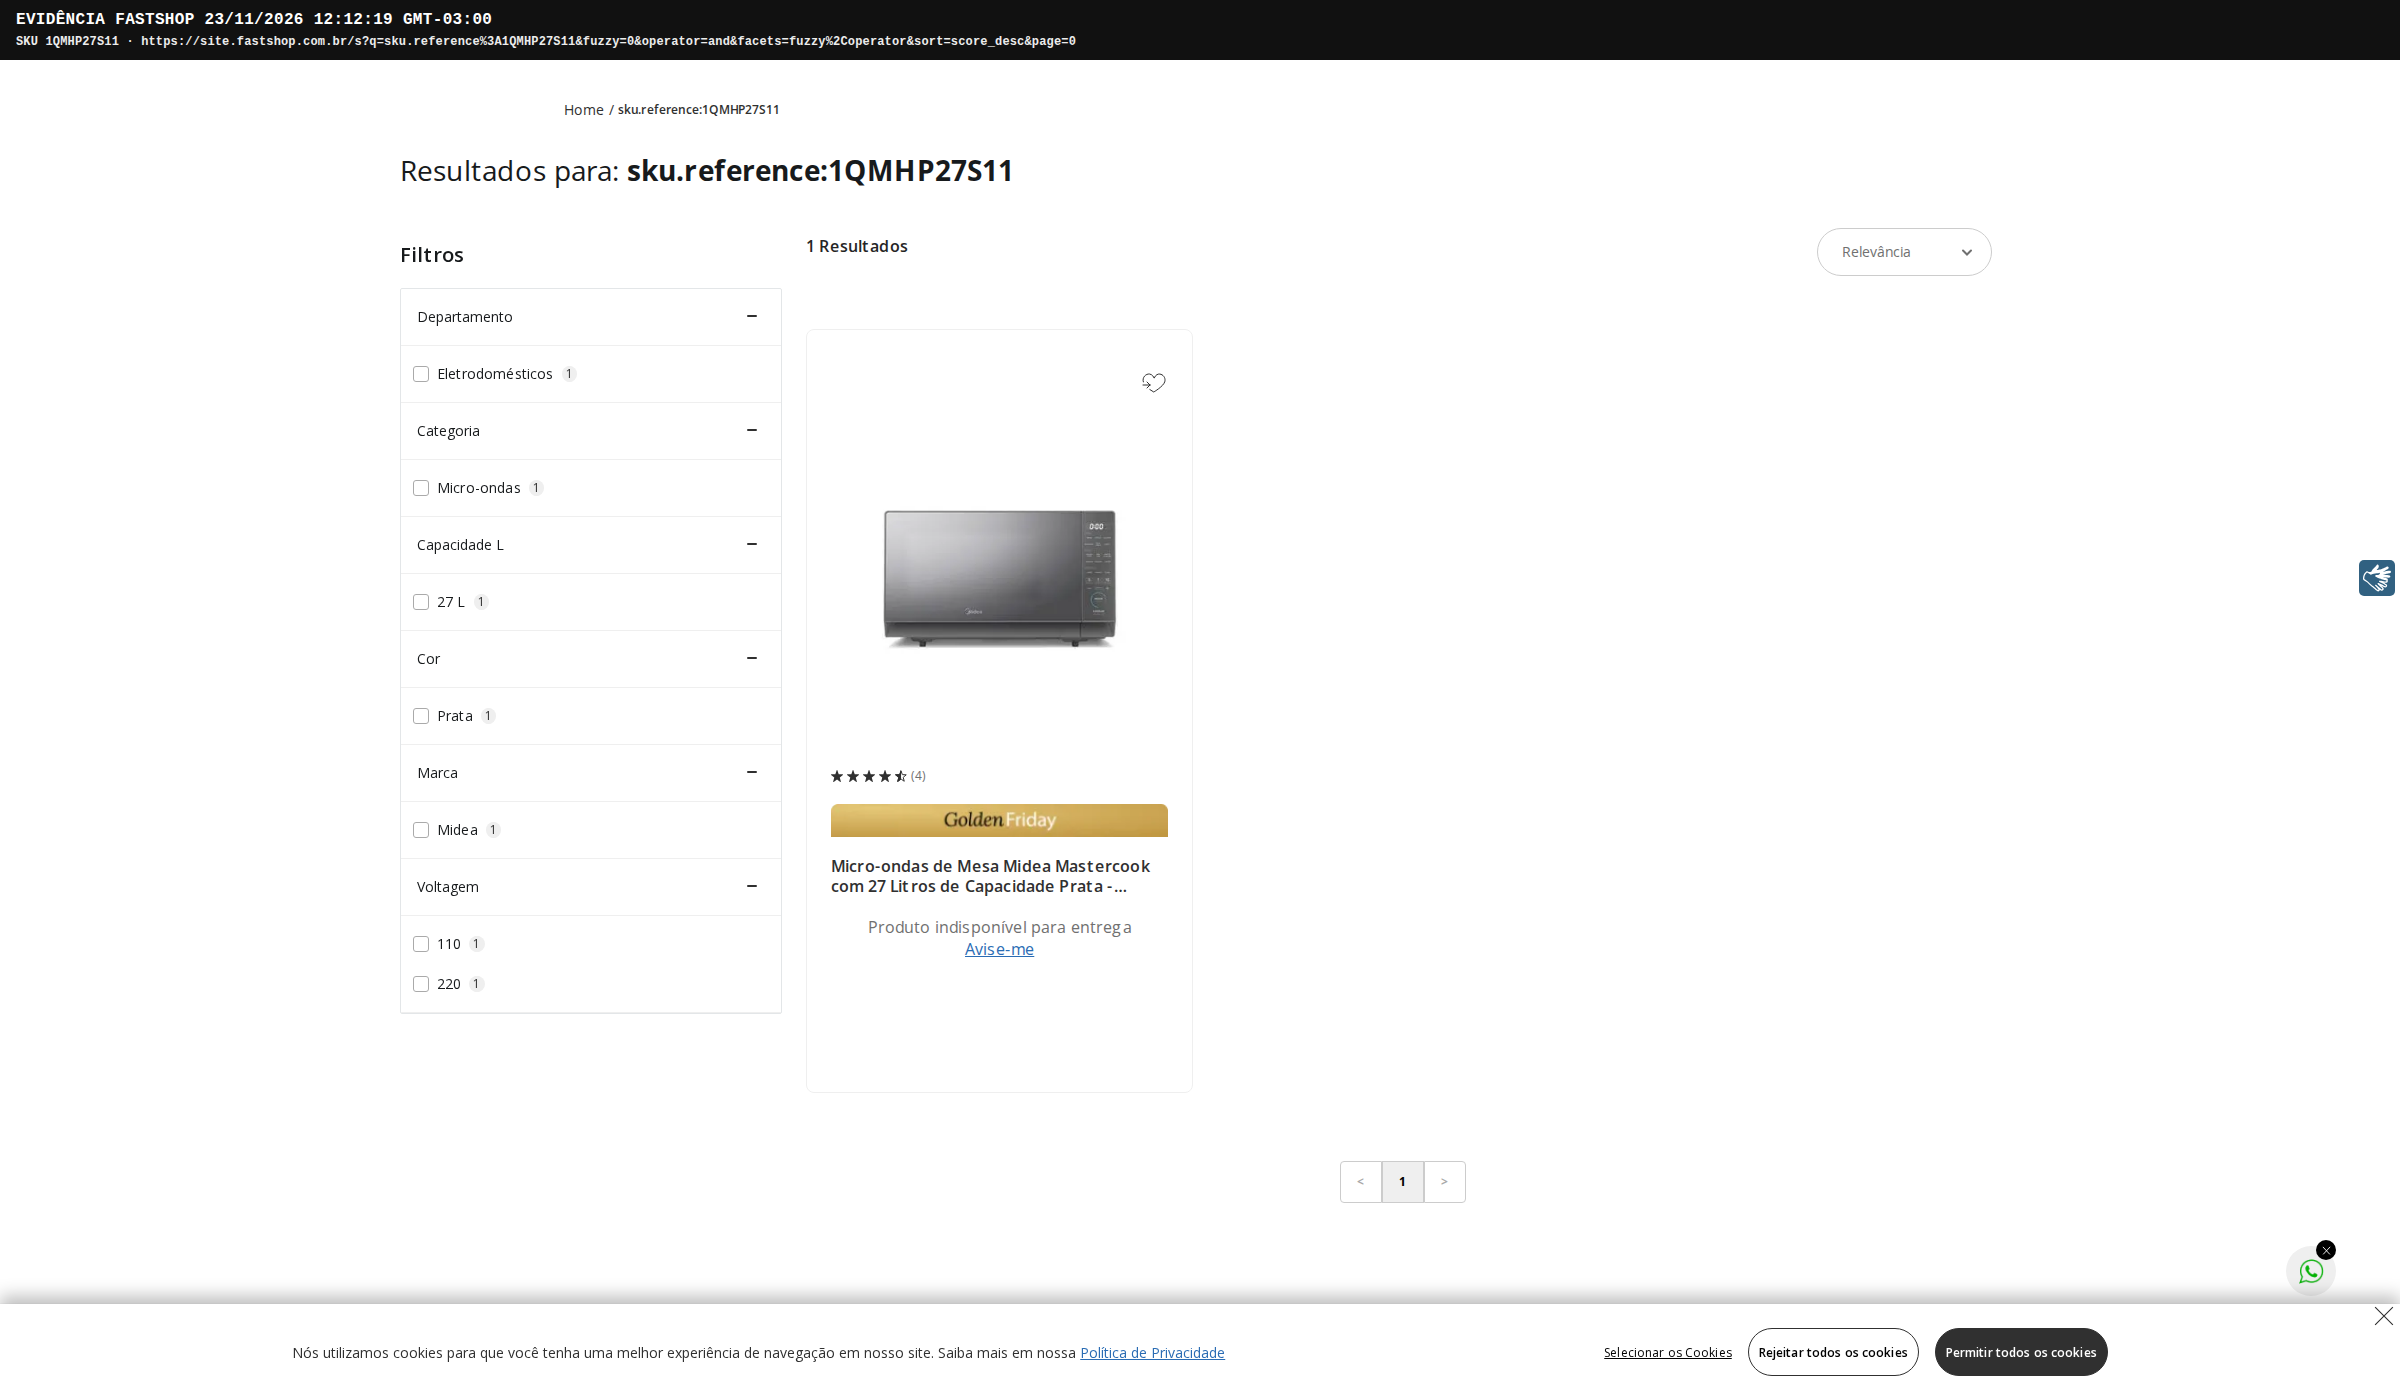 EVIDÊNCIA FASTSHOP 23/11/2026 12:12:19 GMT-03:00
SKU 1QMHP27S11 · https://site.fastshop.com.br/s?q=sku.reference%3A1QMHP27S11&fuzzy=0&operator=and&facets=fuzzy%2Coperator&sort=score_desc&page=0
Home / sku.reference:1QMHP27S11
Resultados para: sku.reference:1QMHP27S11
Filtros
1 Resultados
Relevância
Departamento
Eletrodomésticos 1
Categoria
Micro-ondas 1
Capacidade L
27 L 1
Cor
Prata 1
Marca
Midea 1
Voltagem
110 1
220 1
0:00
Midea
(4)
Golden Friday
Micro-ondas de Mesa Midea Mastercook
com 27 Litros de Capacidade Prata -...
Produto indisponível para entrega
Avise-me
< 1 >
Nós utilizamos cookies para que você tenha uma melhor experiência de navegação em nosso site. Saiba mais em nossa Política de Privacidade
Selecionar os Cookies
Rejeitar todos os cookies
Permitir todos os cookies